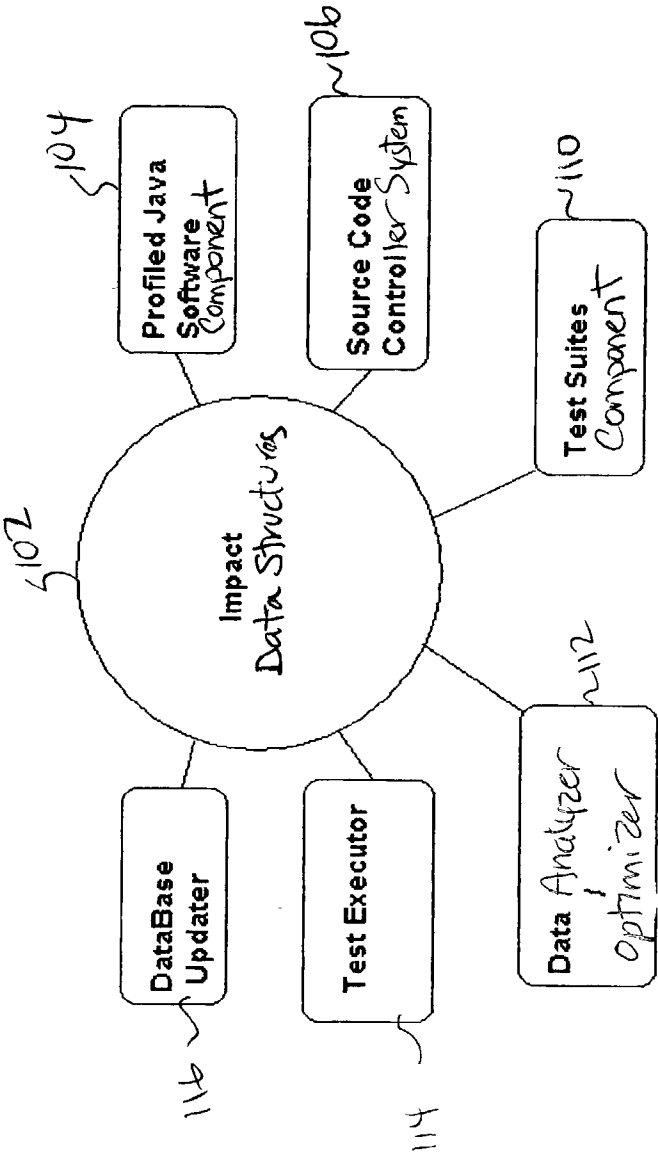 102
Impact
Data Structures
104
Profiled Java
Software
Component
106
Source Code
Controller System
110
Test Suites
Component
112
Data Analyzer
optimizer
114
Test Executor
116
DataBase
Updater